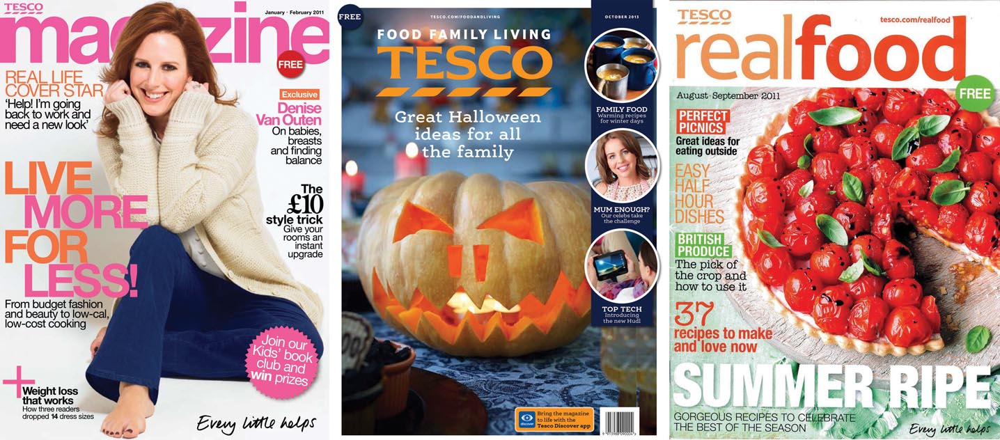 TESCO
magazine
January · February 2011
FREE
REAL LIFE
COVER STAR
'Help! I'm going
back to work and
need a new look'
Exclusive
Denise
Van Outen
On babies,
breasts
and finding
balance
The
£10
style trick
Give your
rooms an
instant
upgrade
LIVE
MORE
FOR
LESS!
From budget fashion
and beauty to low-cal,
low-cost cooking
Join our
Kids' book
club and
win prizes
+
Weight loss
that works
How three readers
dropped 14 dress sizes
Every little helps
FREE
TESCO.COM/FOODANDLIVING
OCTOBER 2013
FOOD FAMILY LIVING
TESCO
Great Halloween
ideas for all
the family
FAMILY FOOD
Warming recipes
for winter days
MUM ENOUGH?
Our celebs take
the challenge
TOP TECH
Introducing
the new Hudl
discover
Bring the magazine
to life with the
Tesco Discover app
TESCO
tesco.com/realfood
realfood
FREE
August · September 2011
PERFECT
PICNICS
Great ideas for
eating outside
EASY
HALF
HOUR
DISHES
BRITISH
PRODUCE
The pick of
the crop and
how to use it
37
recipes to make
and love now
SUMMER RIPE
GORGEOUS RECIPES TO CELEBRATE
THE BEST OF THE SEASON
Every little helps